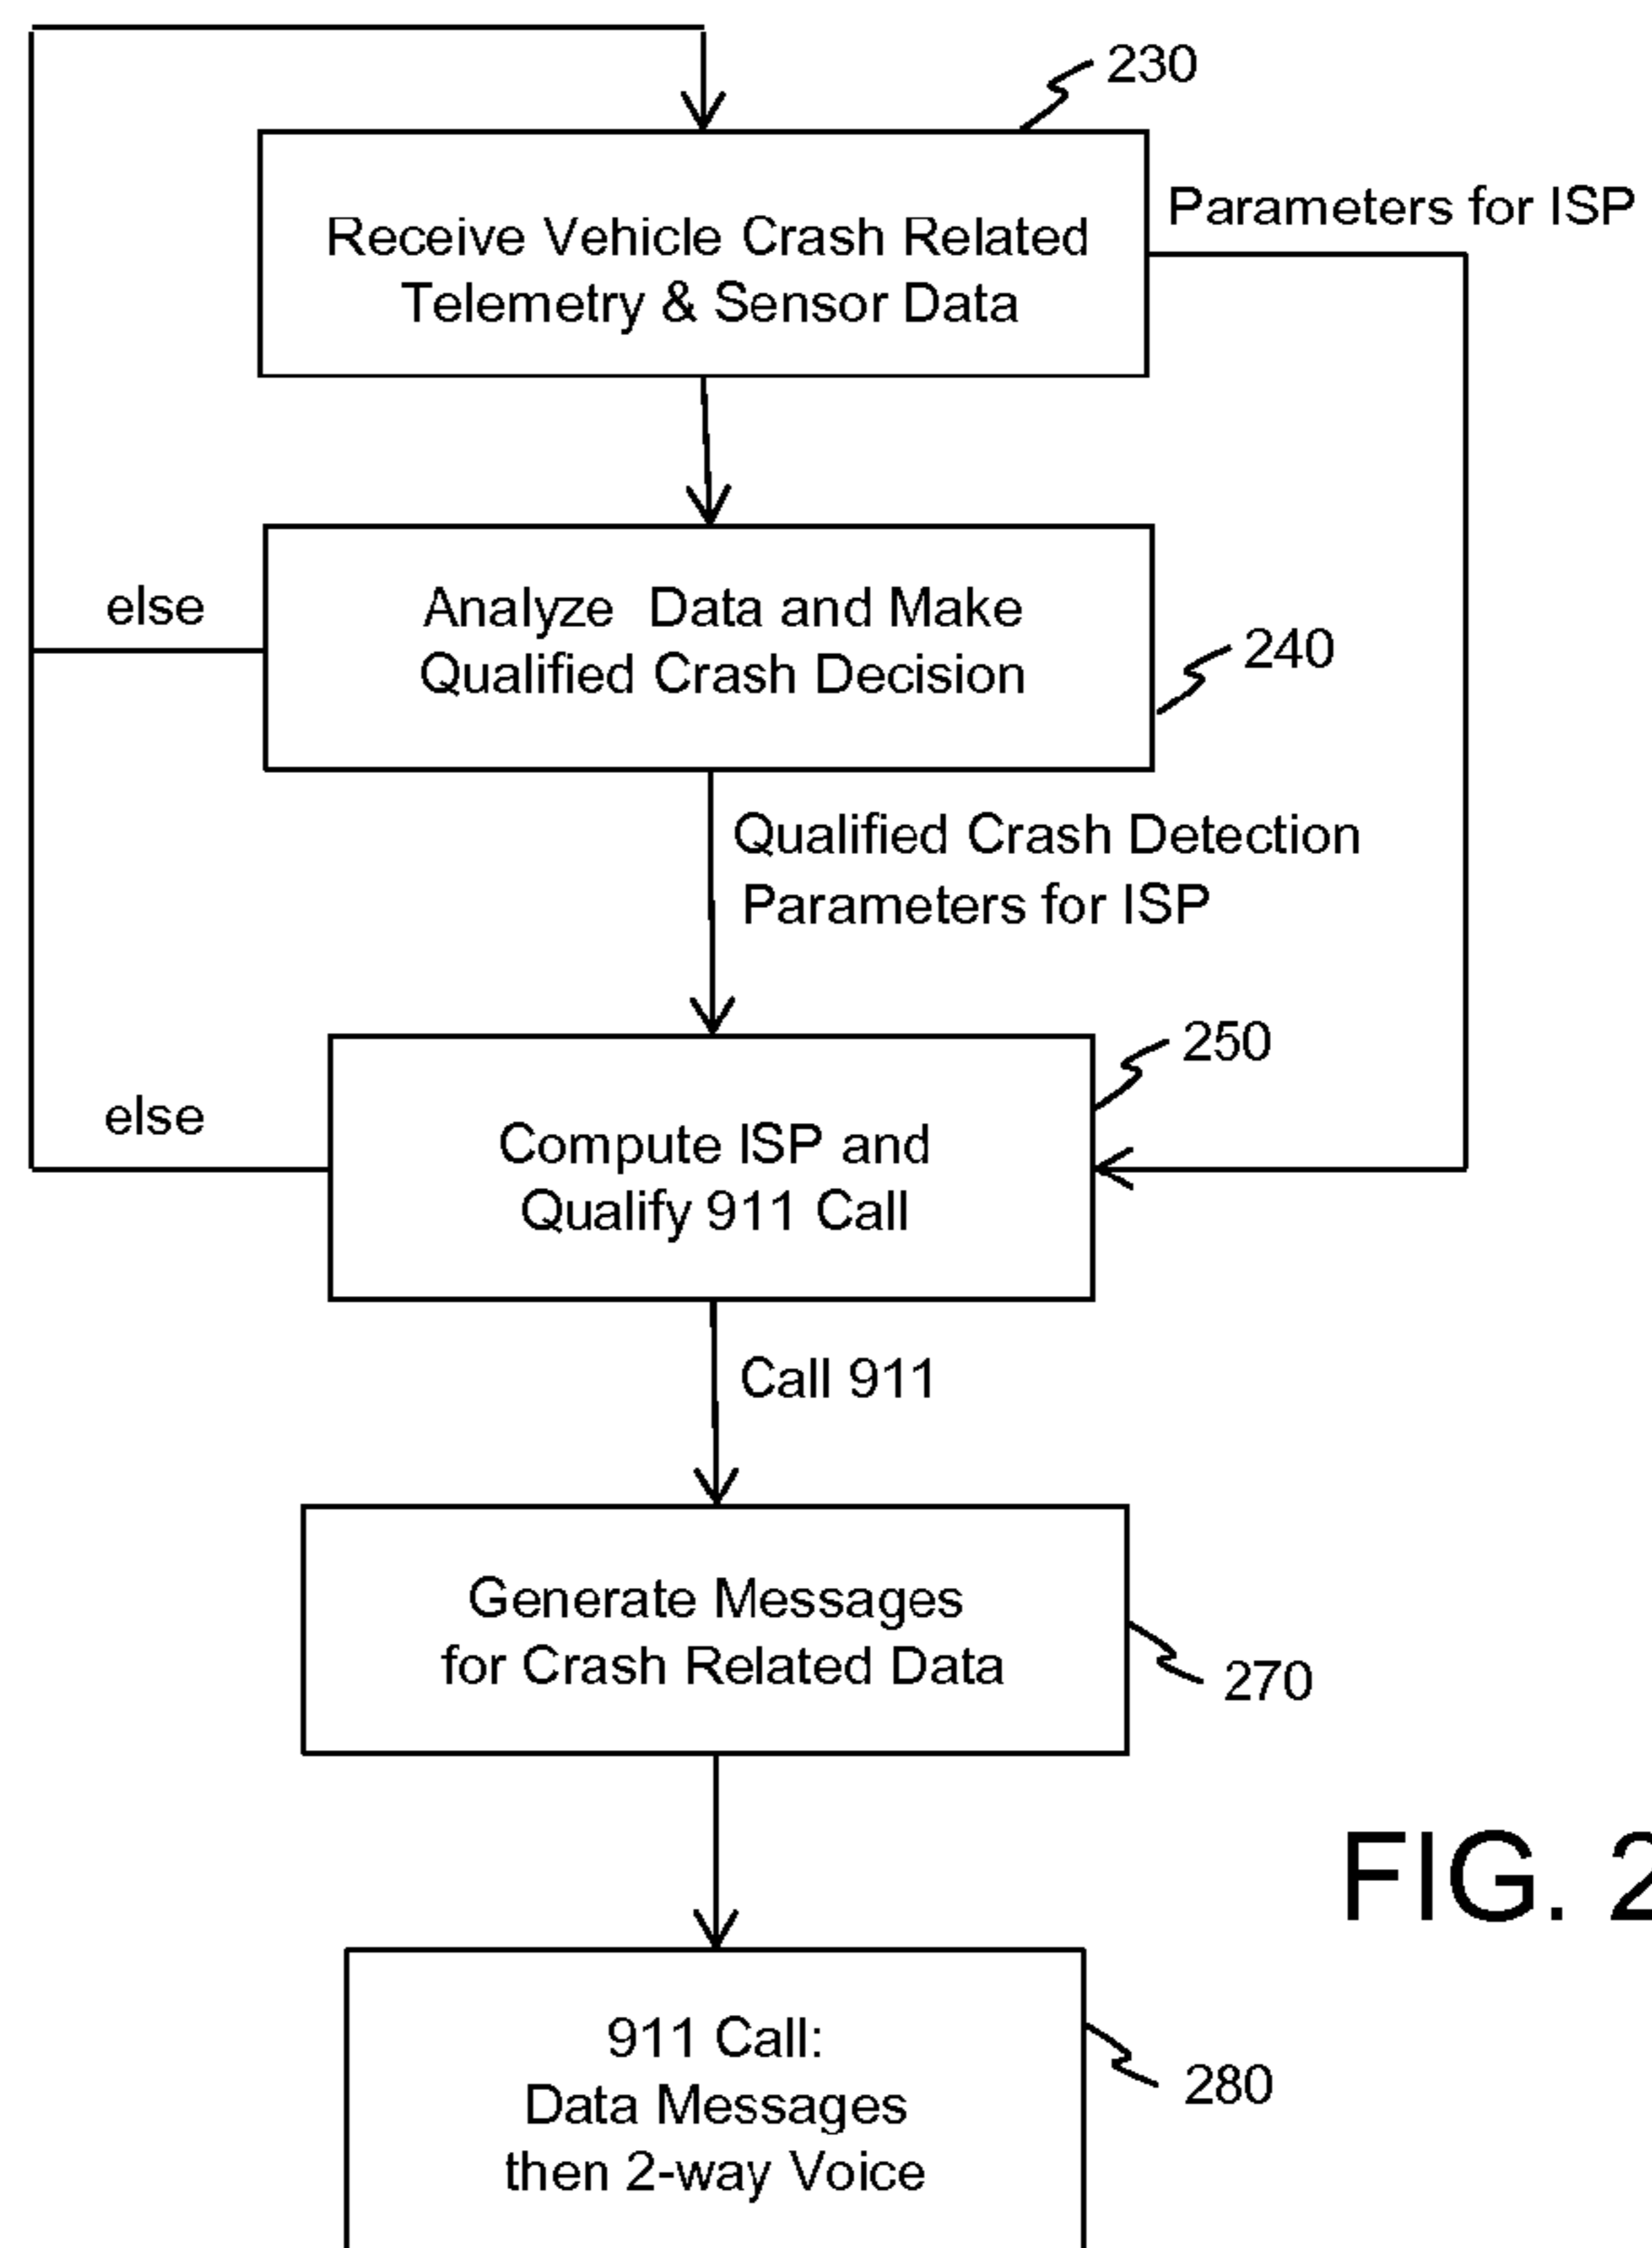 230
Parameters for ISP
Receive Vehicle Crash Related
Telemetry & Sensor Data
else
Analyze Data and Make
Qualified Crash Decision
240
Qualified Crash Detection
Parameters for ISP
250
else
Compute ISP and
Qualify 911 Call
Call 911
Generate Messages
for Crash Related Data
270
FIG. 2
911 Call:
Data Messages
then 2-way Voice
280